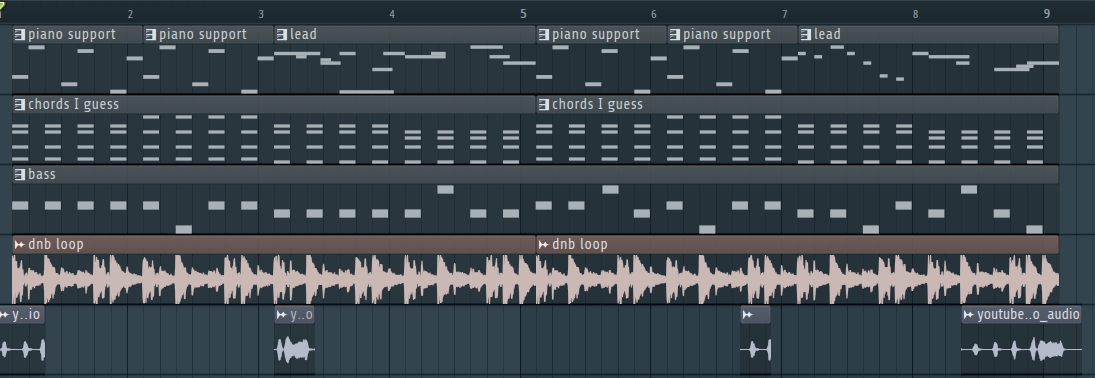 2 3 4 5 6 7 8 9
piano support piano support lead piano support piano support lead
chords I guess chords I guess
bass
dnb loop dnb loop
y..io y..o youtube..o_audio